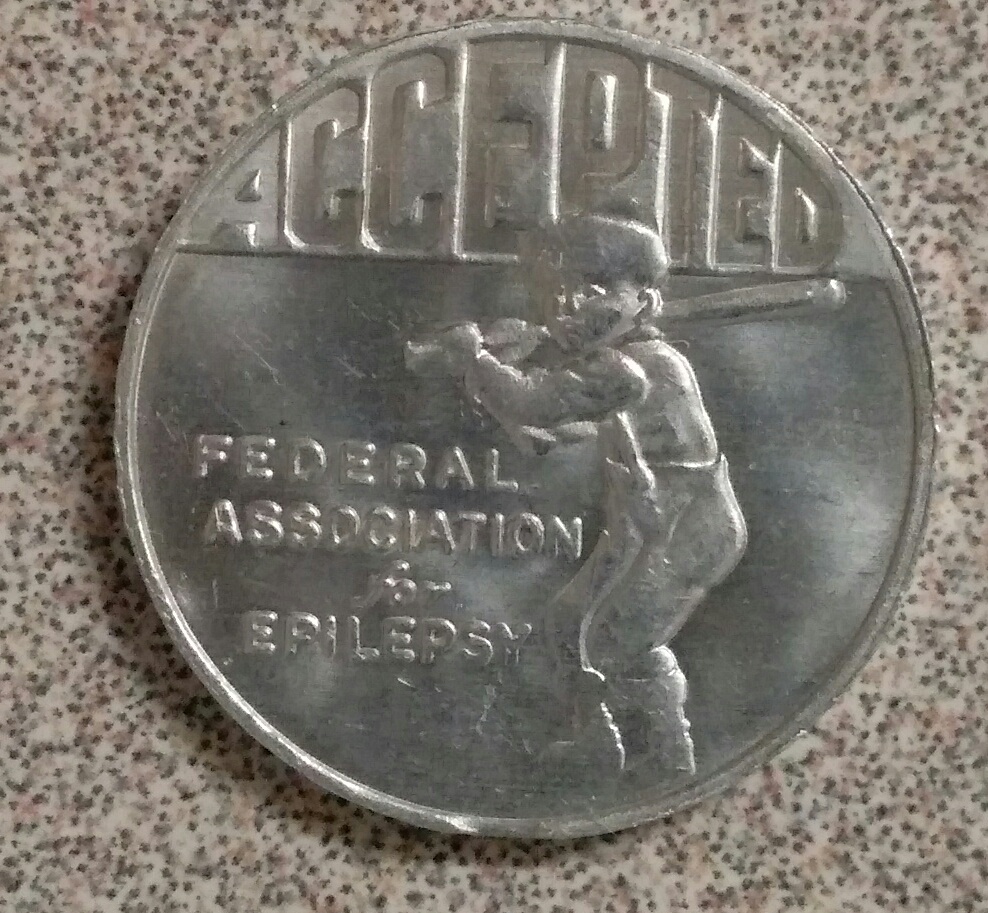 ACCEPTED
FEDERAL
ASSOCIATION
for
EPILEPSY